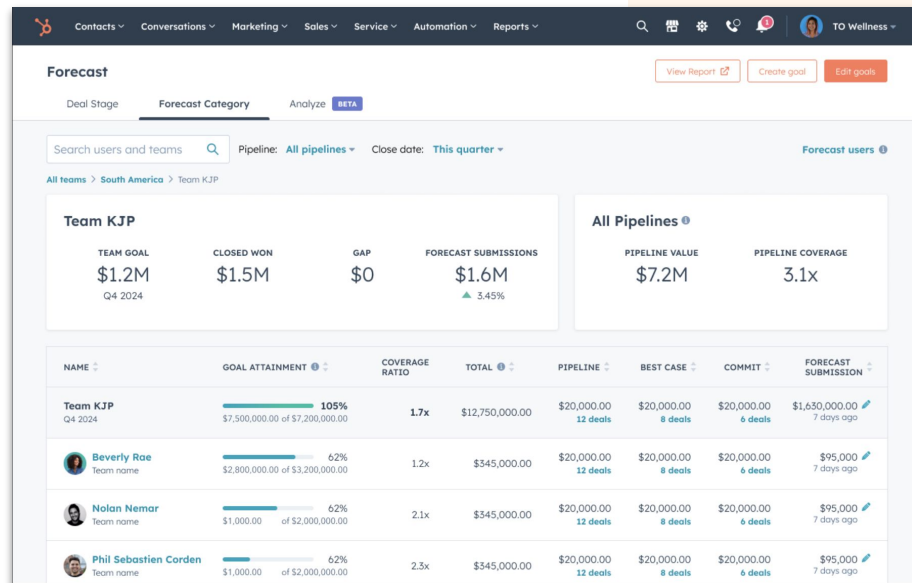 Contacts Conversations Marketing Sales Service Automation Reports 1 TO Wellness
Forecast View Report Create goal Edit goals
Deal Stage Forecast Category Analyze BETA
Search users and teams Pipeline: All pipelines Close date: This quarter Forecast users
All teams > South America > Team KJP
Team KJP
TEAM GOAL CLOSED WON GAP FORECAST SUBMISSIONS
$1.2M $1.5M $0 $1.6M
Q4 2024 3.45%
All Pipelines
PIPELINE VALUE PIPELINE COVERAGE
$7.2M 3.1x
NAME GOAL ATTAINMENT COVERAGE RATIO TOTAL PIPELINE BEST CASE COMMIT FORECAST SUBMISSION
Team KJP 105% 1.7x $12,750,000.00 $20,000.00 $20,000.00 $20,000.00 $1,630,000.00
Q4 2024 $7,500,000.00 of $7,200,000.00 12 deals 8 deals 6 deals 7 days ago
Beverly Rae 62% 1.2x $345,000.00 $20,000.00 $20,000.00 $20,000.00 $95,000
Team name $2,800,000.00 of $3,200,000.00 12 deals 8 deals 6 deals 7 days ago
Nolan Nemar 62% 2.1x $345,000.00 $20,000.00 $20,000.00 $20,000.00 $95,000
Team name $1,000.00 of $2,000,000.00 12 deals 8 deals 6 deals 7 days ago
Phil Sebastien Corden 62% 2.3x $345,000.00 $20,000.00 $20,000.00 $20,000.00 $95,000
Team name $1,000.00 of $2,000,000.00 12 deals 8 deals 6 deals 7 days ago